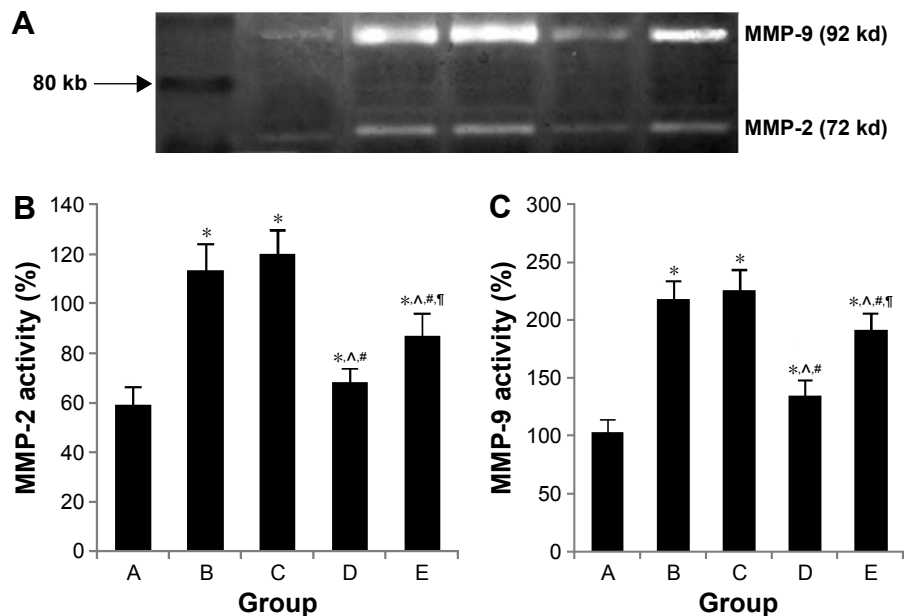 A
MMP-9 (92 kd)
80 kb
MMP-2 (72 kd)
B
MMP-2 activity (%)
140
120
100
80
60
40
20
0
*
*
*,^,#
*,^,#,¶
A B C D E
Group
C
MMP-9 activity (%)
300
250
200
150
100
50
0
*
*
*,^,#
*,^,#,¶
A B C D E
Group